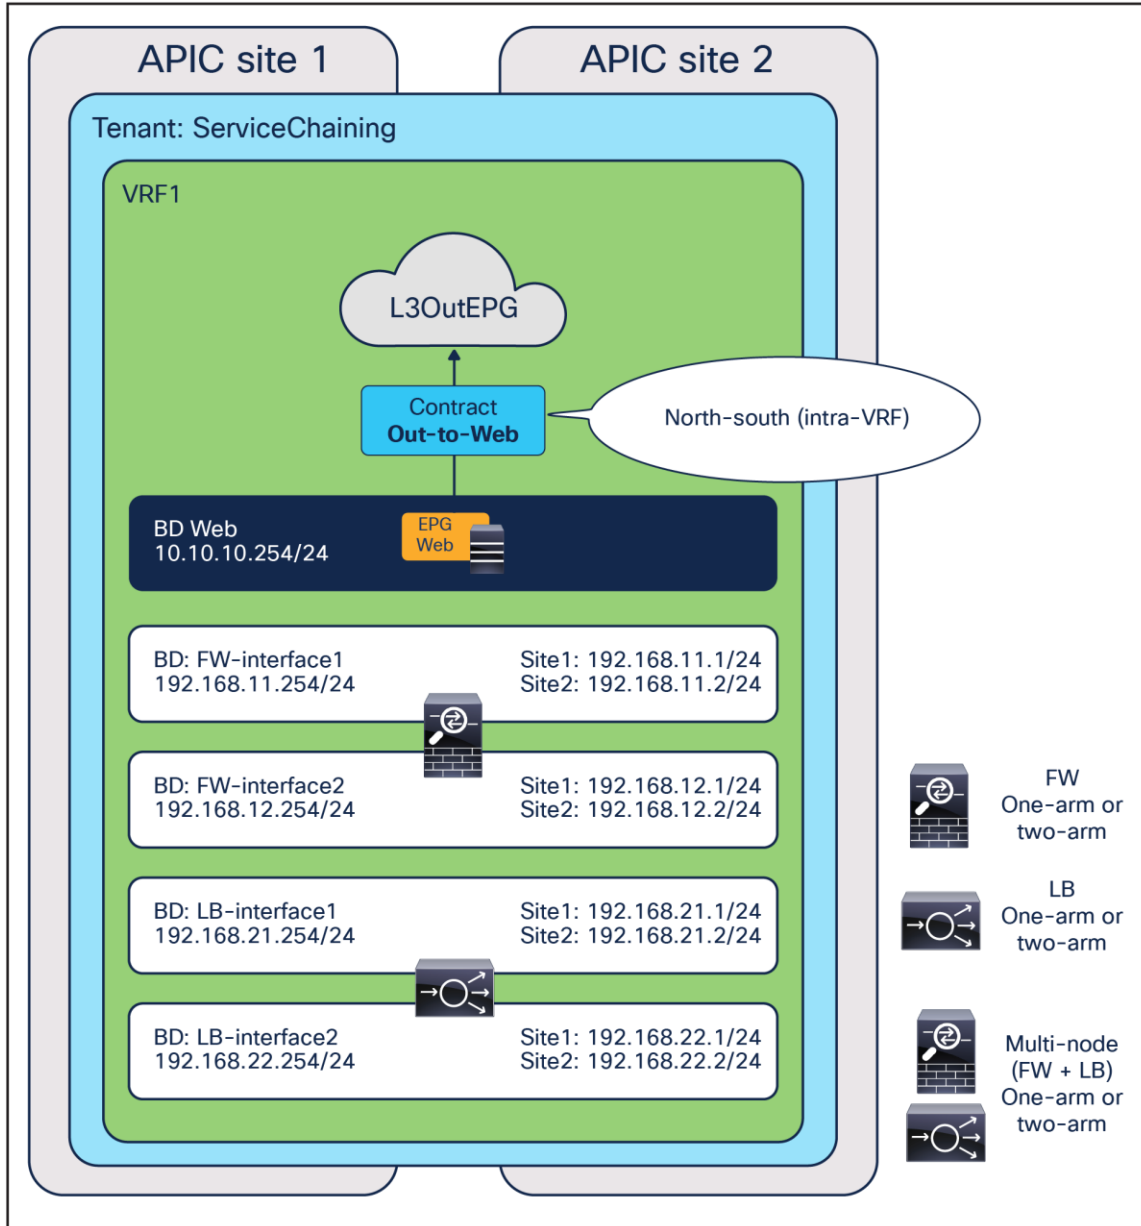 APIC site 1
APIC site 2
Tenant: ServiceChaining
VRF1
L3OutEPG
Contract
Out-to-Web
North-south (intra-VRF)
BD Web
10.10.10.254/24
EPG
Web
BD: FW-interface1
192.168.11.254/24
Site1: 192.168.11.1/24
Site2: 192.168.11.2/24
BD: FW-interface2
192.168.12.254/24
Site1: 192.168.12.1/24
Site2: 192.168.12.2/24
BD: LB-interface1
192.168.21.254/24
Site1: 192.168.21.1/24
Site2: 192.168.21.2/24
BD: LB-interface2
192.168.22.254/24
Site1: 192.168.22.1/24
Site2: 192.168.22.2/24
FW
One-arm or
two-arm
LB
One-arm or
two-arm
Multi-node
(FW + LB)
One-arm or
two-arm